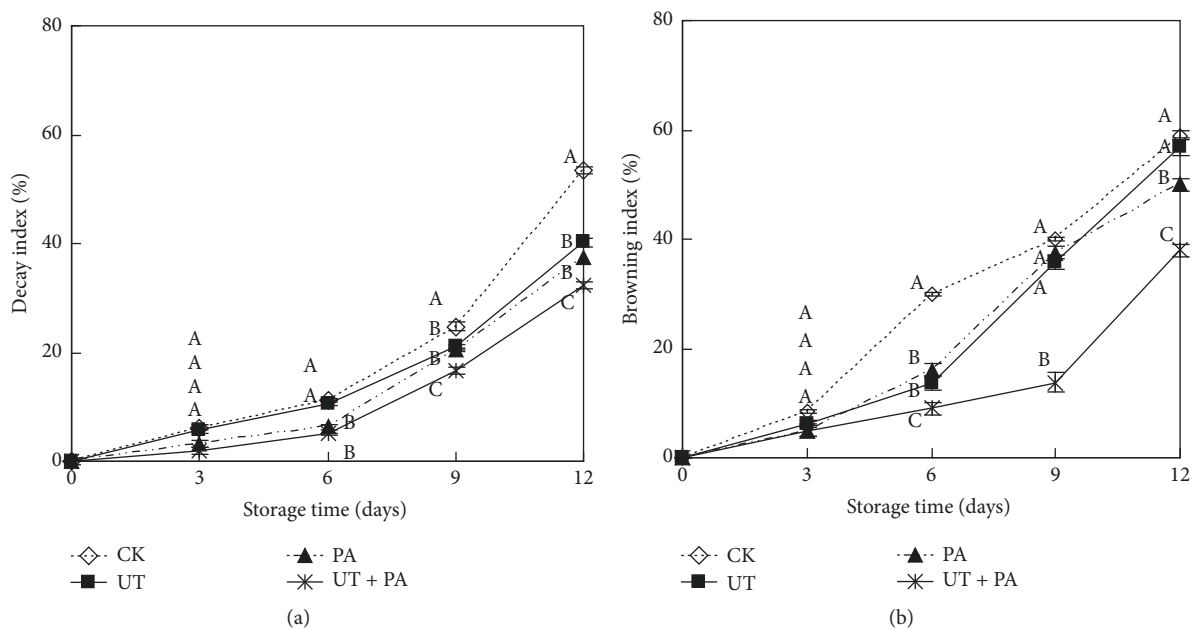 80
60
40
20
0
Decay index (%)
A
A
A
A
A
A
B
B
A
B
B
C
A
B
B
C
0 3 6 9 12
Storage time (days)
CK PA
UT UT + PA
(a)
80
60
40
20
0
Browning index (%)
A
A
A
A
A
B
B
C
A
A
A
B
A
A
B
C
0 3 6 9 12
Storage time (days)
CK PA
UT UT + PA
(b)